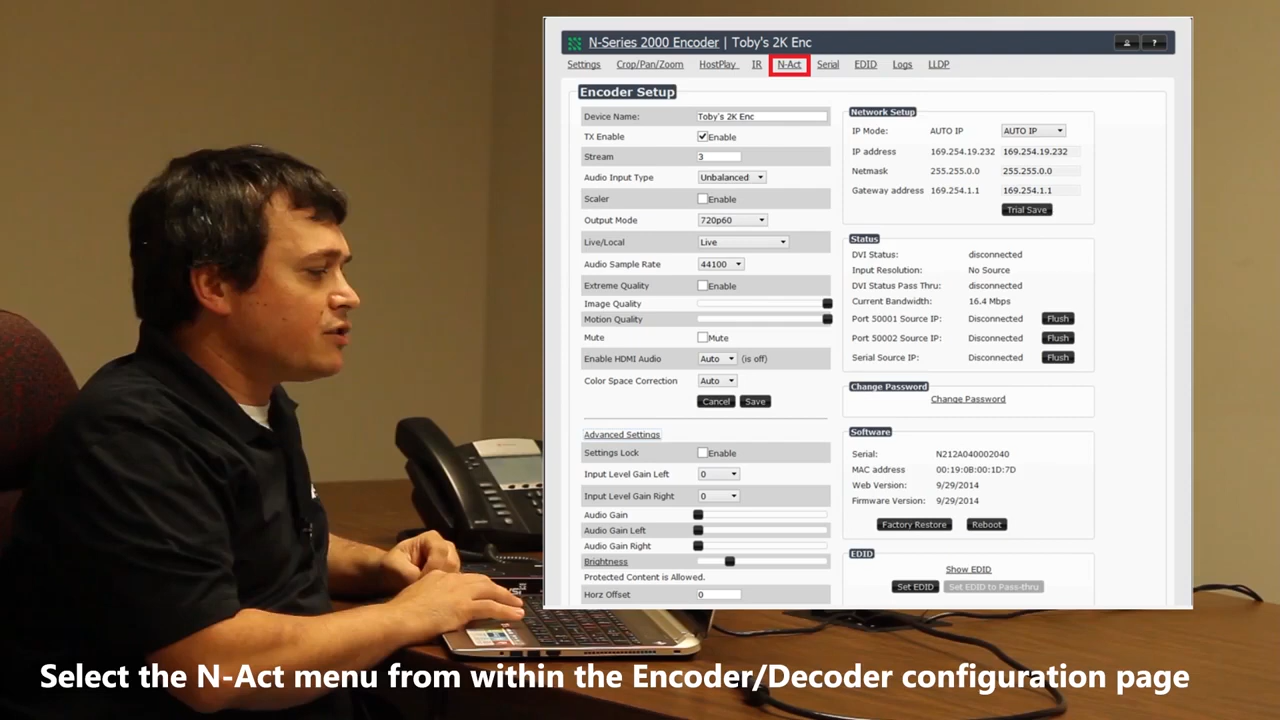 N-Series 2000 Encoder | Toby's 2K Enc
?
Settings Crop/Pan/Zoom HostPlay IR N-Act Serial EDID Logs LLDP
Encoder Setup
Device Name: Toby's 2K Enc
TX Enable Enable
Stream 3
Audio Input Type Unbalanced
Scaler Enable
Output Mode 720p60
Live/Local Live
Audio Sample Rate 44100
Extreme Quality Enable
Image Quality
Motion Quality
Mute Mute
Enable HDMI Audio Auto (is off)
Color Space Correction Auto
Cancel Save
Advanced Settings
Settings Lock Enable
Input Level Gain Left 0
Input Level Gain Right 0
Audio Gain
Audio Gain Left
Audio Gain Right
Brightness
Protected Content is Allowed.
Horz Offset 0
Network Setup
IP Mode: AUTO IP AUTO IP
IP address 169.254.19.232 169.254.19.232
Netmask 255.255.0.0 255.255.0.0
Gateway address 169.254.1.1 169.254.1.1
Trial Save
Status
DVI Status: disconnected
Input Resolution: No Source
DVI Status Pass Thru: disconnected
Current Bandwidth: 16.4 Mbps
Port 50001 Source IP: Disconnected Flush
Port 50002 Source IP: Disconnected Flush
Serial Source IP: Disconnected Flush
Change Password
Change Password
Software
Serial: N212A040002040
MAC address 00:19:0B:00:1D:7D
Web Version: 9/29/2014
Firmware Version: 9/29/2014
Factory Restore Reboot
EDID
Show EDID
Set EDID Set EDID to Pass-thru
Select the N-Act menu from within the Encoder/Decoder configuration page